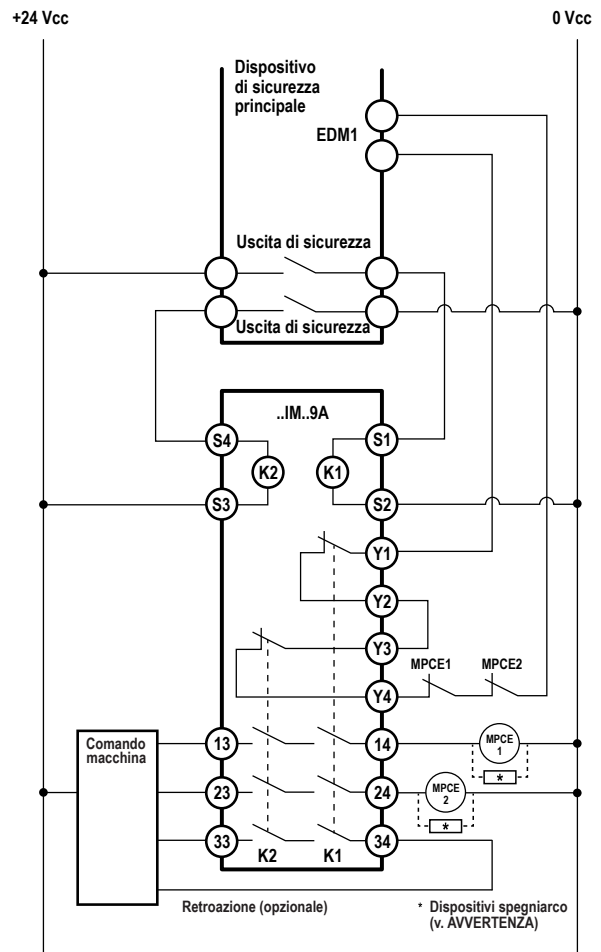 +24 Vcc
0 Vcc
Dispositivo
di sicurezza
principale
EDM1
Uscita di sicurezza
Uscita di sicurezza
..IM..9A
S4
S1
K2
K1
S3
S2
Y1
Y2
Y3
MPCE1
MPCE2
Y4
Comando
macchina
13
14
MPCE
1
*
23
24
MPCE
2
*
33
34
K2
K1
Retroazione (opzionale)
* Dispositivi spegniarco
(v. AVVERTENZA)